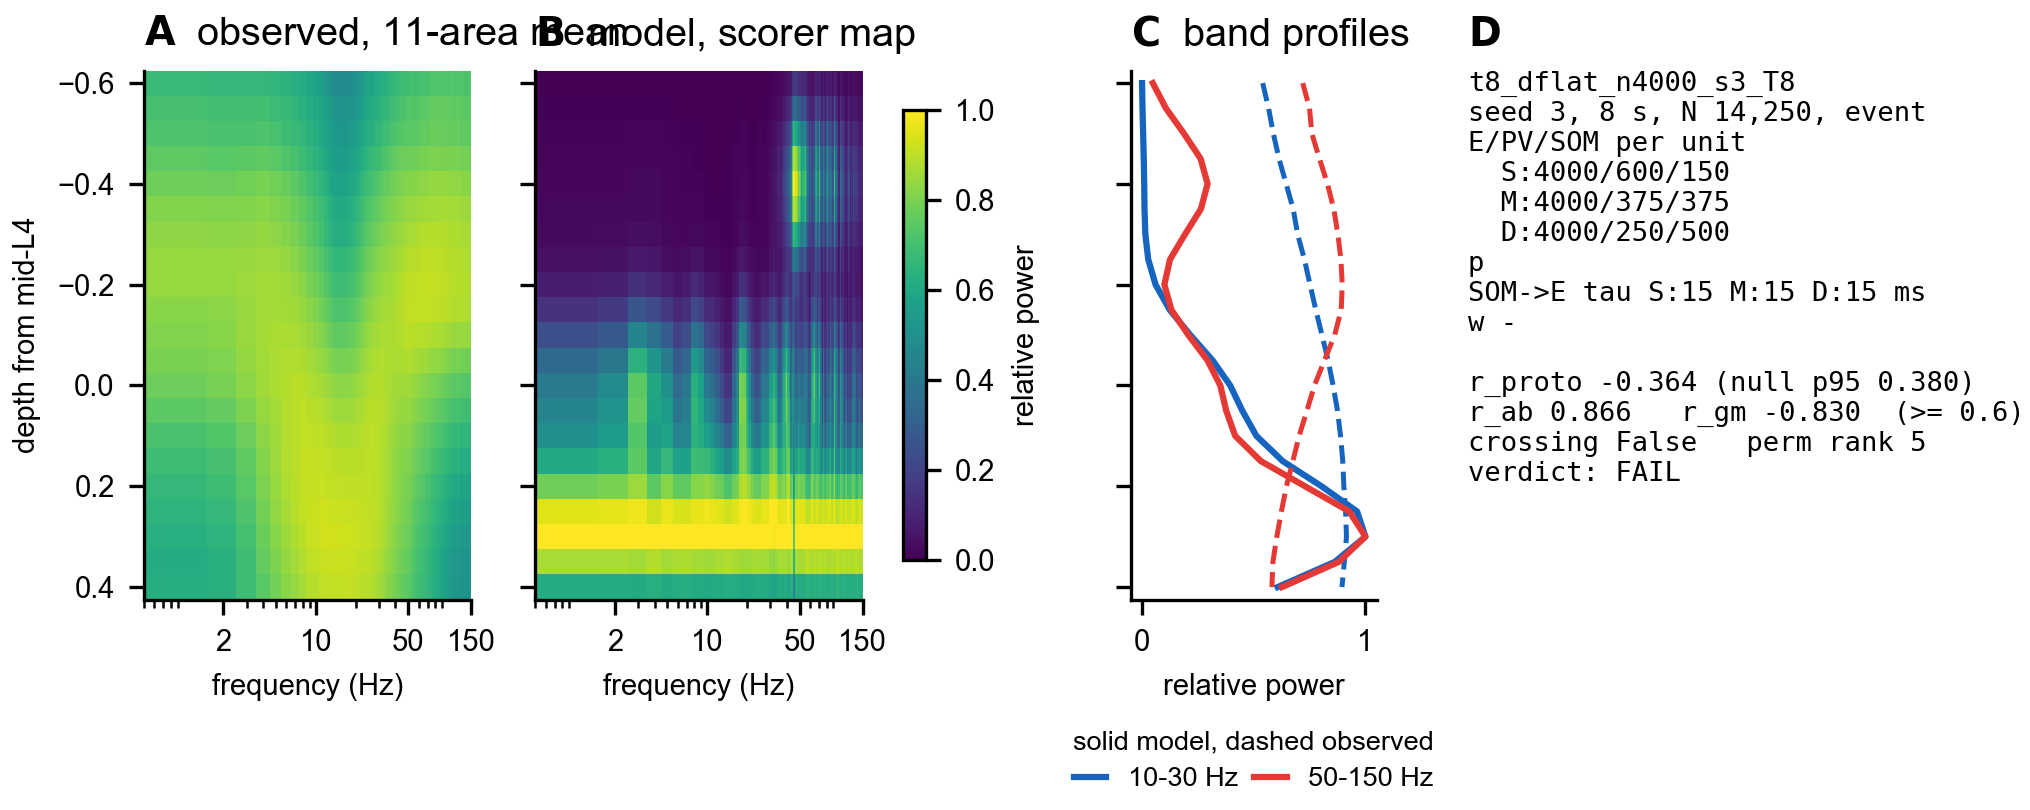 A observed, 11-area mean
B model, scorer map
C band profiles
D
depth from mid-L4
−0.6
−0.4
−0.2
0.0
0.2
0.4
2 10 50 150
frequency (Hz)
2 10 50 150
frequency (Hz)
1.0
0.8
0.6
0.4
0.2
0.0
relative power
0 1
relative power
solid model, dashed observed
10-30 Hz 50-150 Hz
t8_dflat_n4000_s3_T8
seed 3, 8 s, N 14,250, event
E/PV/SOM per unit
S:4000/600/150
M:4000/375/375
D:4000/250/500
p
SOM->E tau S:15 M:15 D:15 ms
w -
r_proto -0.364 (null p95 0.380)
r_ab 0.866 r_gm -0.830 (>= 0.6)
crossing False perm rank 5
verdict: FAIL